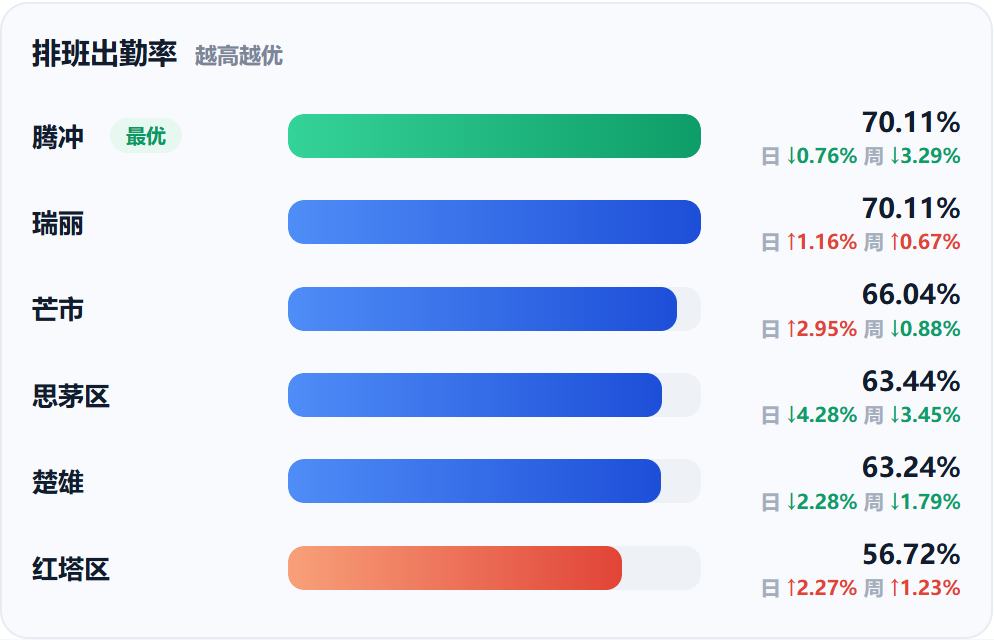 排班出勤率 越高越优
腾冲 最优 70.11%
日 ↓0.76% 周 ↓3.29%
瑞丽 70.11%
日 ↑1.16% 周 ↑0.67%
芒市 66.04%
日 ↑2.95% 周 ↓0.88%
思茅区 63.44%
日 ↓4.28% 周 ↓3.45%
楚雄 63.24%
日 ↓2.28% 周 ↓1.79%
红塔区 56.72%
日 ↑2.27% 周 ↑1.23%